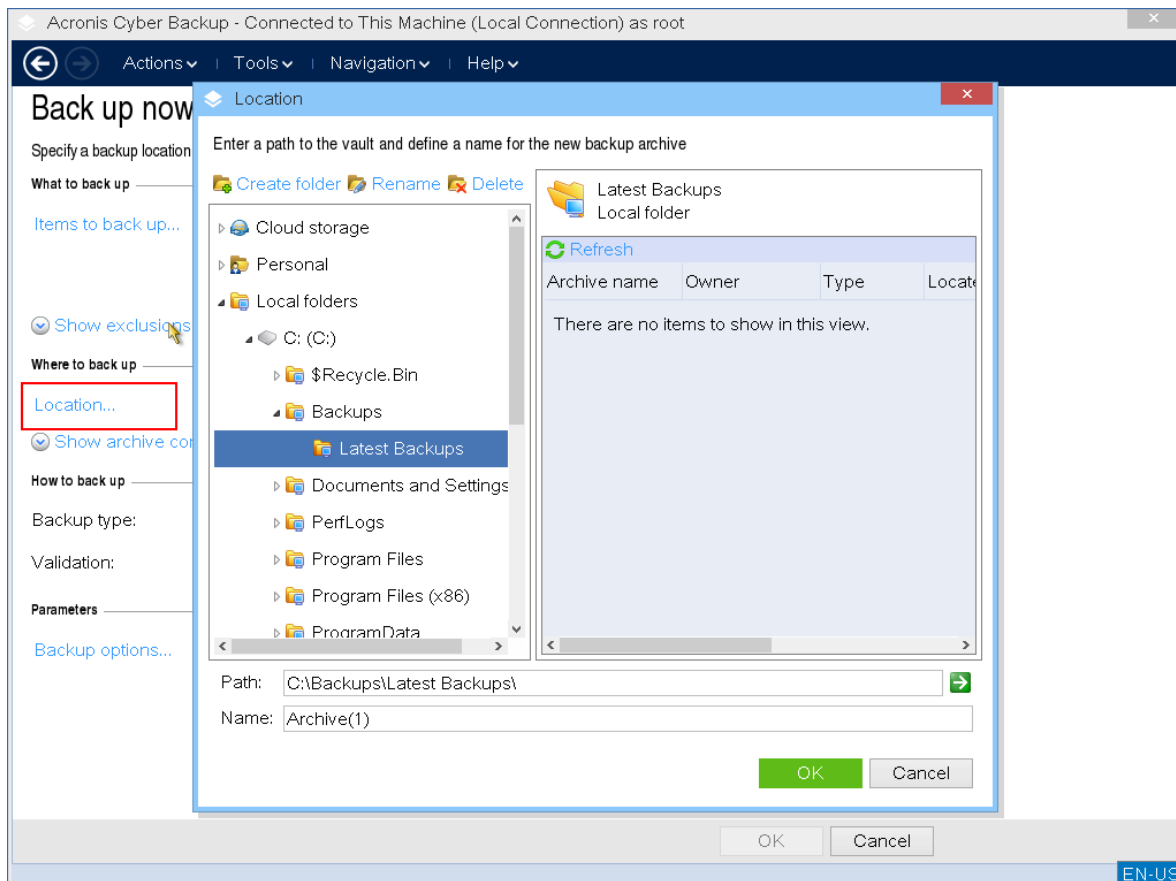 Acronis Cyber Backup - Connected to This Machine (Local Connection) as root
Actions Tools Navigation Help
Back up now
Specify a backup location
What to back up
Items to back up...
Show exclusions
Where to back up
Location...
Show archive
How to back up
Backup type:
Validation:
Parameters
Backup options...
Location
Enter a path to the vault and define a name for the new backup archive
Create folder Rename Delete
Cloud storage
Personal
Local folders
C: (C:)
$Recycle.Bin
Backups
Latest Backups
Documents and Settings
PerfLogs
Program Files
Program Files (x86)
ProgramData
Latest Backups
Local folder
Refresh
Archive name Owner Type
There are no items to show in this view.
Path: C:\Backups\Latest Backups\
Name: Archive(1)
OK Cancel
OK Cancel
EN-US